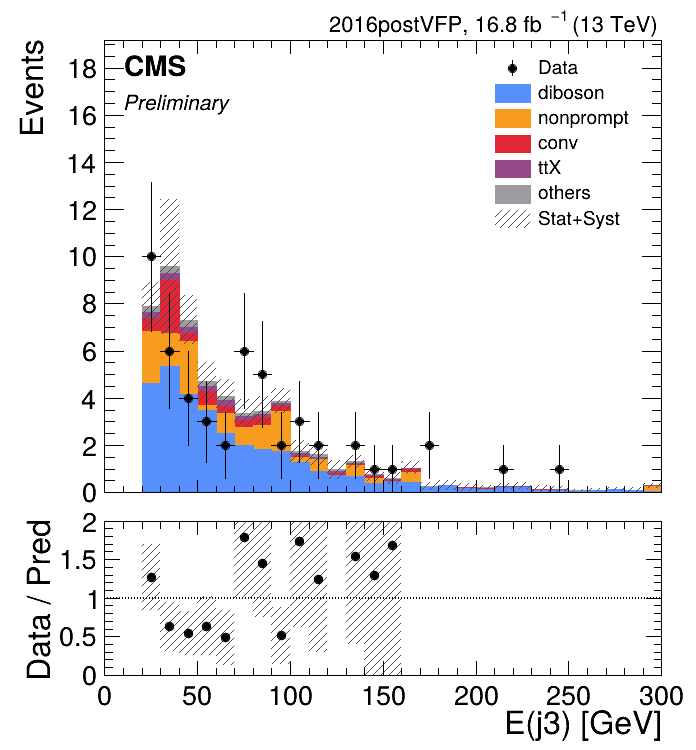 2016postVFP, 16.8 fb⁻¹ (13 TeV)
CMS
Preliminary
Events
18
16
14
12
10
8
6
4
2
0
Data
diboson
nonprompt
conv
ttX
others
Stat+Syst
Data / Pred
2
1.5
1
0.5
0
0 50 100 150 200 250 300
E(j3) [GeV]